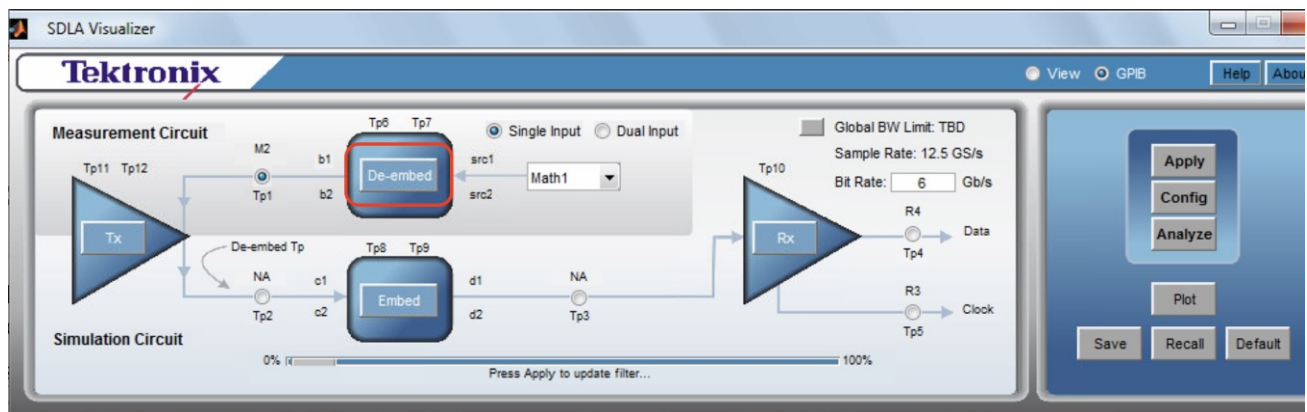 SDLA Visualizer
Tektronix
View GPIB Help
Measurement Circuit
Tp11 Tp12
Tx
M2
Tp1
b1
b2
Tp6 Tp7
De-embed
Single Input Dual Input
src1
src2
Math1
De-embed Tp
NA
Tp2
c1
c2
Tp8 Tp9
Embed
d1
d2
NA
Tp3
Simulation Circuit
0% 100%
Press Apply to update filter...
Global BW Limit: TBD
Sample Rate: 12.5 GS/s
Bit Rate: 6 Gb/s
Tp10
Rx
R4
Data
Tp4
R3
Clock
Tp5
Apply
Config
Analyze
Plot
Save Recall Default